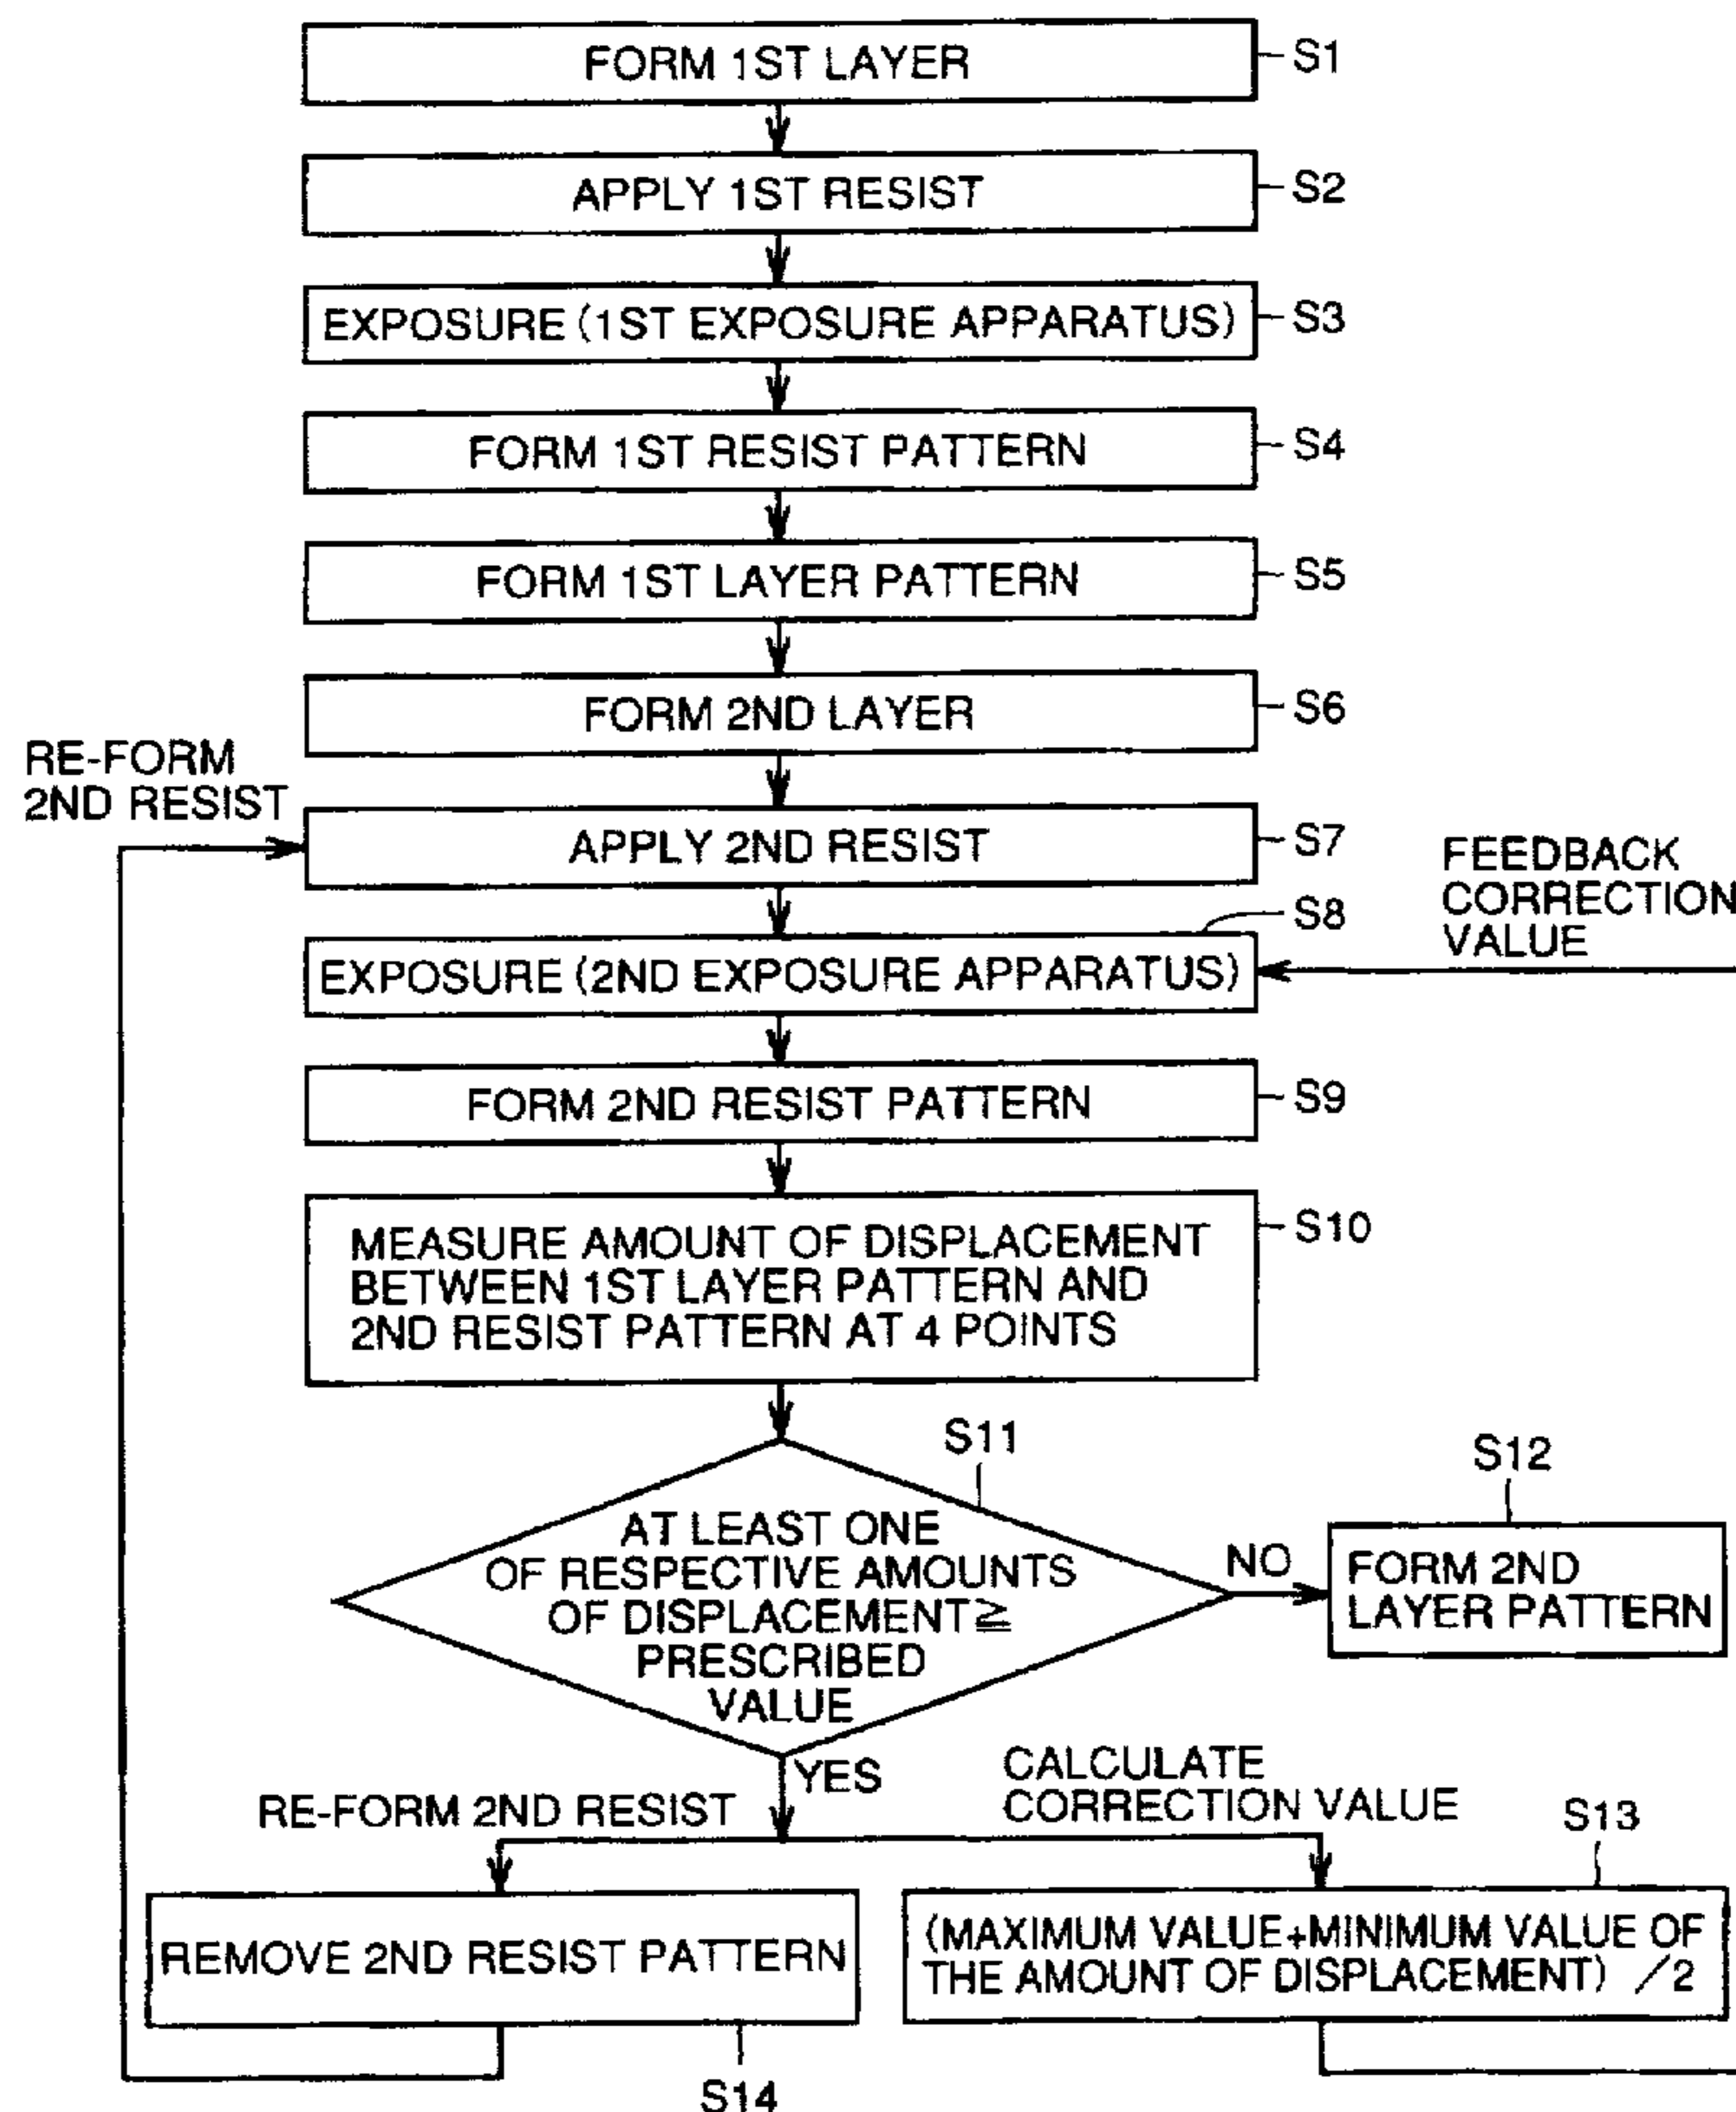 FORM 1ST LAYER
S1
APPLY 1ST RESIST
S2
EXPOSURE (1ST EXPOSURE APPARATUS)
S3
FORM 1ST RESIST PATTERN
S4
FORM 1ST LAYER PATTERN
S5
FORM 2ND LAYER
S6
RE-FORM
2ND RESIST
APPLY 2ND RESIST
S7
FEEDBACK
CORRECTION
VALUE
S8
EXPOSURE (2ND EXPOSURE APPARATUS)
FORM 2ND RESIST PATTERN
S9
MEASURE AMOUNT OF DISPLACEMENT
BETWEEN 1ST LAYER PATTERN AND
2ND RESIST PATTERN AT 4 POINTS
S10
S11
AT LEAST ONE
OF RESPECTIVE AMOUNTS
OF DISPLACEMENT≧
PRESCRIBED
VALUE
NO
S12
FORM 2ND
LAYER PATTERN
YES
RE-FORM 2ND RESIST
CALCULATE
CORRECTION VALUE
S13
REMOVE 2ND RESIST PATTERN
(MAXIMUM VALUE+MINIMUM VALUE OF
THE AMOUNT OF DISPLACEMENT) /2
S14